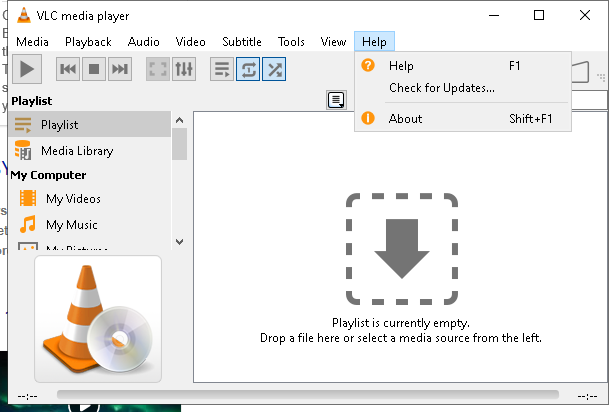 VLC media player
Media Playback Audio Video Subtitle Tools View Help
Help F1
Check for Updates...
About Shift+F1
Playlist
Playlist
Media Library
My Computer
My Videos
My Music
My Pictures
Playlist is currently empty.
Drop a file here or select a media source from the left.
--:-- --:--